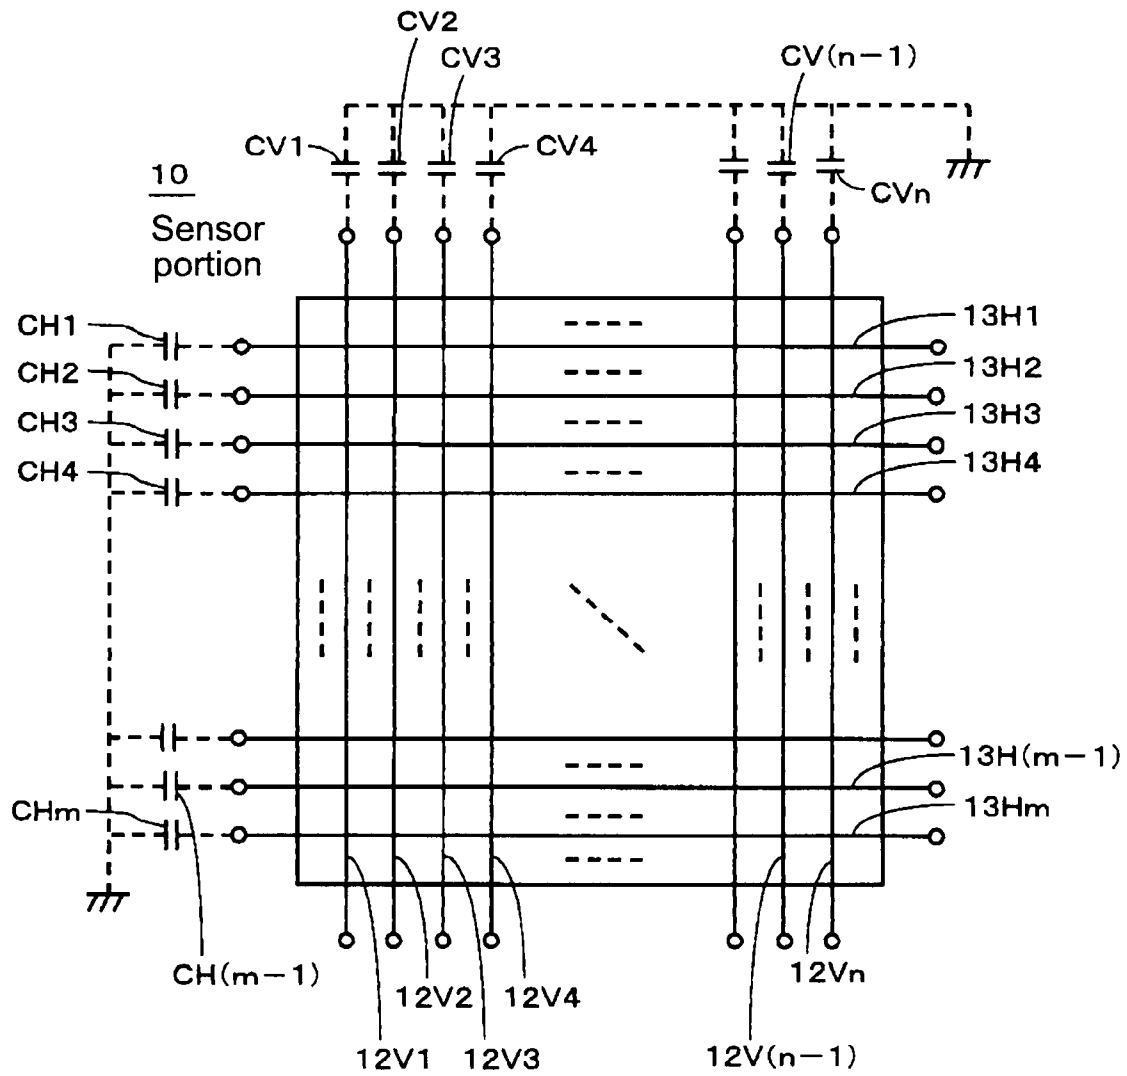 CV2
CV3
CV(n-1)
CV1
CV4
CVn
10
Sensor
portion
CH1
13H1
CH2
13H2
CH3
13H3
CH4
13H4
13H(m-1)
CHm
13Hm
CH(m-1)
12V2
12V4
12Vn
12V1
12V3
12V(n-1)